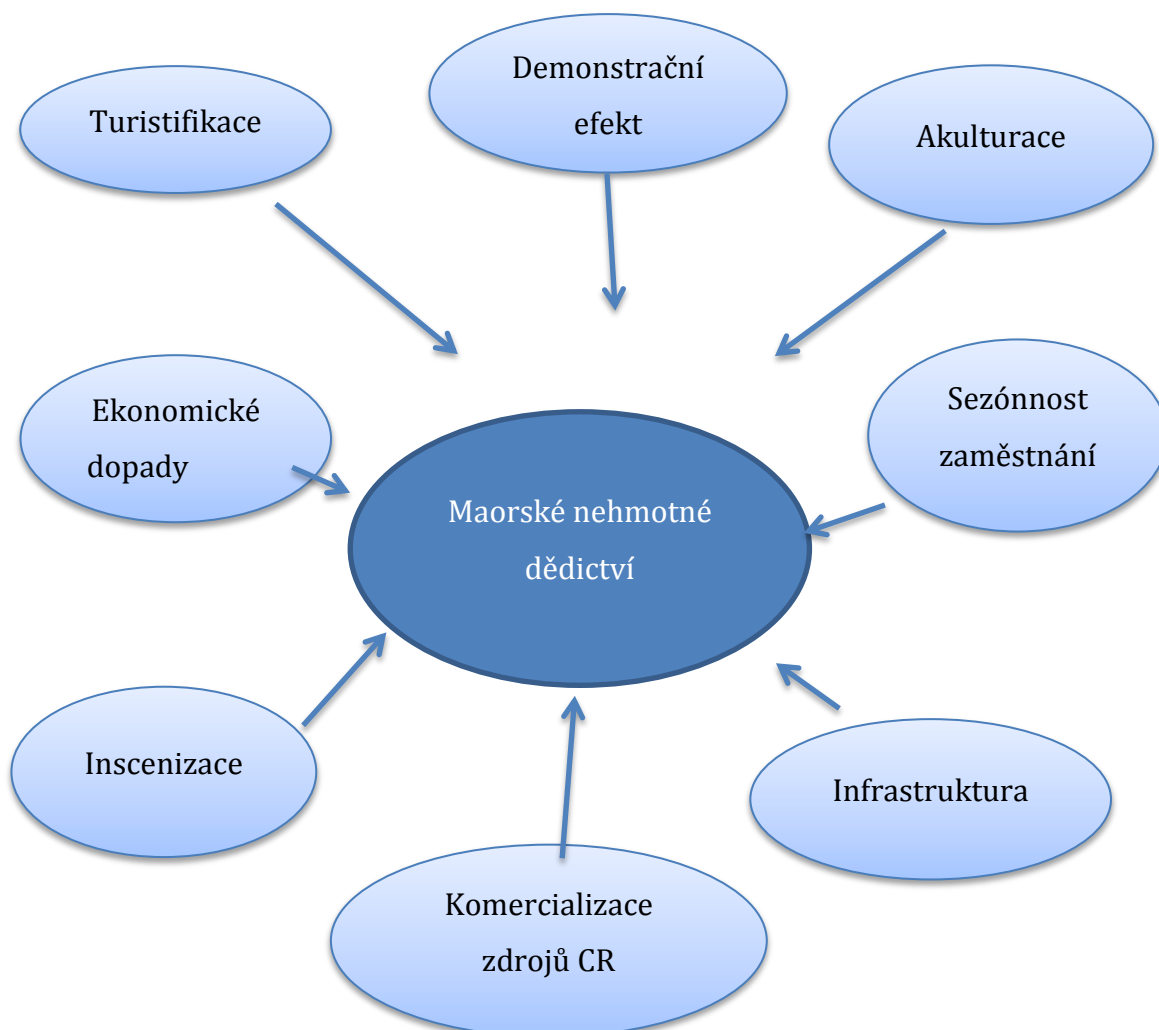 Demonstrační
efekt
Turistifikace
Akulturace
Ekonomické
dopady
Sezónnost
zaměstnání
Maorské nehmotné
dědictví
Inscenizace
Infrastruktura
Komercializace
zdrojů CR